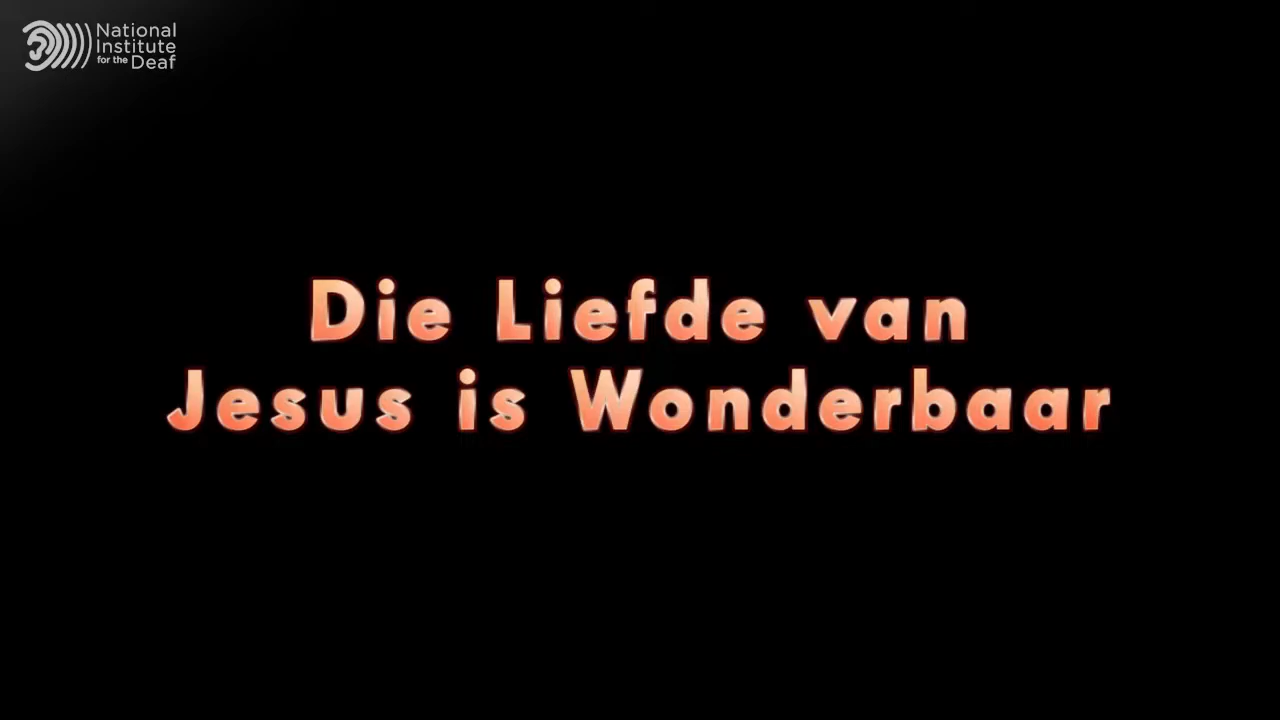 National
Institute
for the Deaf
Die Liefde van
Jesus is Wonderbaar